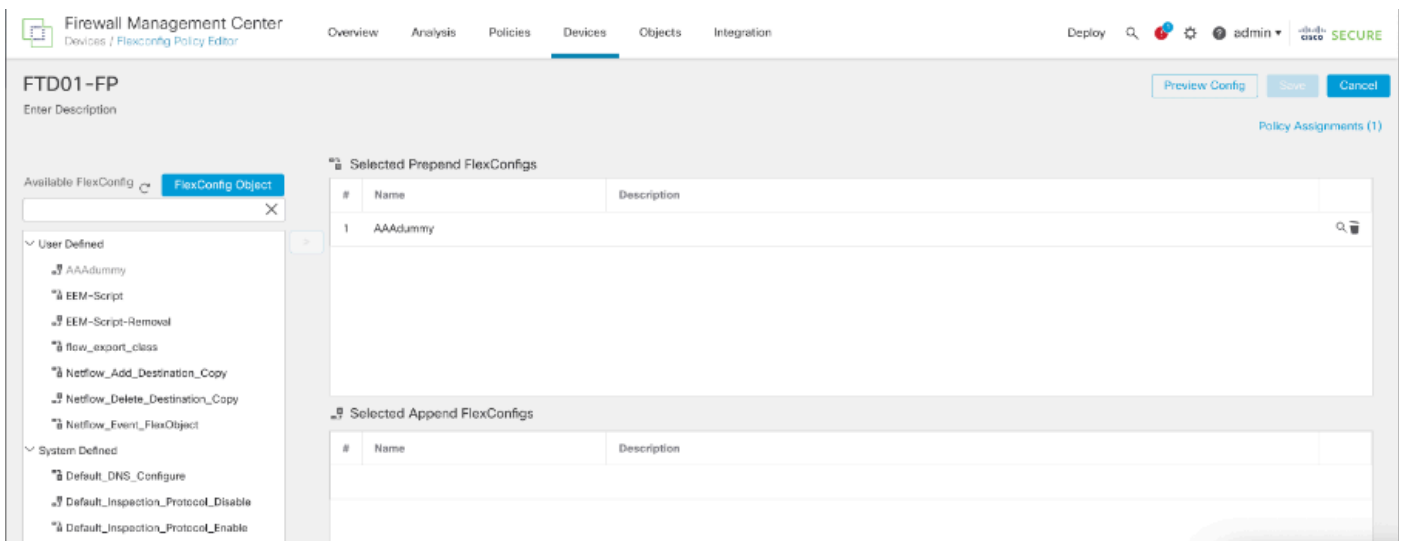 Firewall Management Center
Devices / Flexconfig Policy Editor
Overview Analysis Policies Devices Objects Integration
Deploy admin cisco SECURE
FTD01-FP
Enter Description
Preview Config Save Cancel
Policy Assignments (1)
Available FlexConfig FlexConfig Object
Selected Prepend FlexConfigs
# Name Description
1 AAAdummy
User Defined
AAAdummy
EEM-Script
EEM-Script-Removal
flow_export_class
Netflow_Add_Destination_Copy
Netflow_Delete_Destination_Copy
Netflow_Event_FlexObject
System Defined
Default_DNS_Configure
Default_Inspection_Protocol_Disable
Default_Inspection_Protocol_Enable
Selected Append FlexConfigs
# Name Description